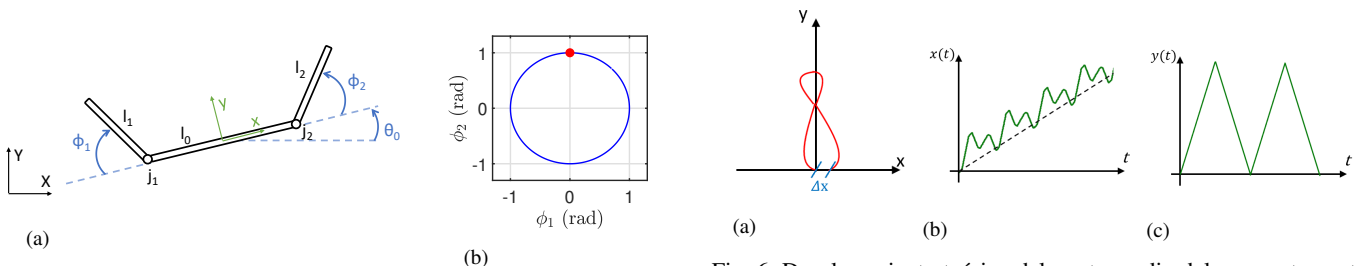 l₂
ϕ₂
l₁
y
x
l₀
ϕ₁
j₂
θ₀
j₁
Y
X
(a)
(b)
1
0
-1
ϕ₂ (rad)
-1 0 1
ϕ₁ (rad)
(b)
y
x
Δx
(a)
x(t)
t
(b)
y(t)
t
(c)